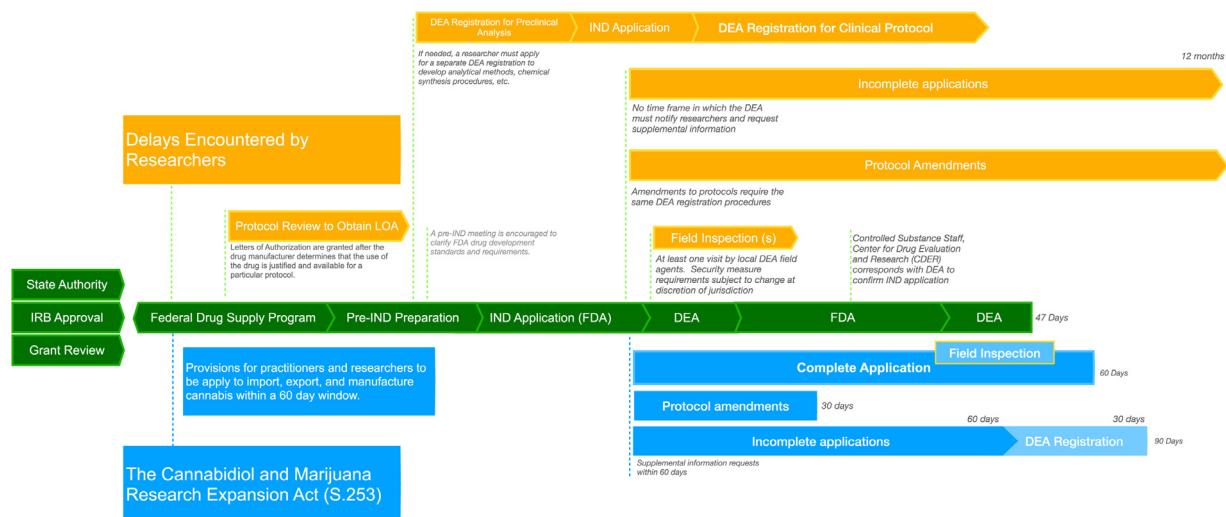 DEA Registration for Preclinical
Analysis
IND Application
DEA Registration for Clinical Protocol
If needed, a researcher must apply
for a separate DEA registration to
develop analytical methods, chemical
synthesis procedures, etc.
12 months
Incomplete applications
No time frame in which the DEA
must notify researchers and request
supplemental information
Delays Encountered by
Researchers
Protocol Amendments
Amendments to protocols require the
same DEA registration procedures
Protocol Review to Obtain LOA
Letters of Authorization are granted after the
drug manufacturer determines that the use
of the drug is justified and available for a
particular protocol.
A pre-IND meeting is encouraged to
clarify FDA drug development
standards and requirements.
Field Inspection (s)
At least one visit by local DEA field
agents. Security measure
requirements subject to change at
discretion of jurisdiction
Controlled Substance Staff,
Center for Drug Evaluation
and Research (CDER)
corresponds with DEA to
confirm IND application
State Authority
IRB Approval
Grant Review
Federal Drug Supply Program
Pre-IND Preparation
IND Application (FDA)
DEA
FDA
DEA
47 Days
Provisions for practitioners and researchers to
be apply to import, export, and manufacture
cannabis within a 60 day window.
Field Inspection
Complete Application
60 Days
Protocol amendments
30 days
60 days
30 days
Incomplete applications
DEA Registration
90 Days
Supplemental information requests
within 60 days
The Cannabidiol and Marijuana
Research Expansion Act (S.253)